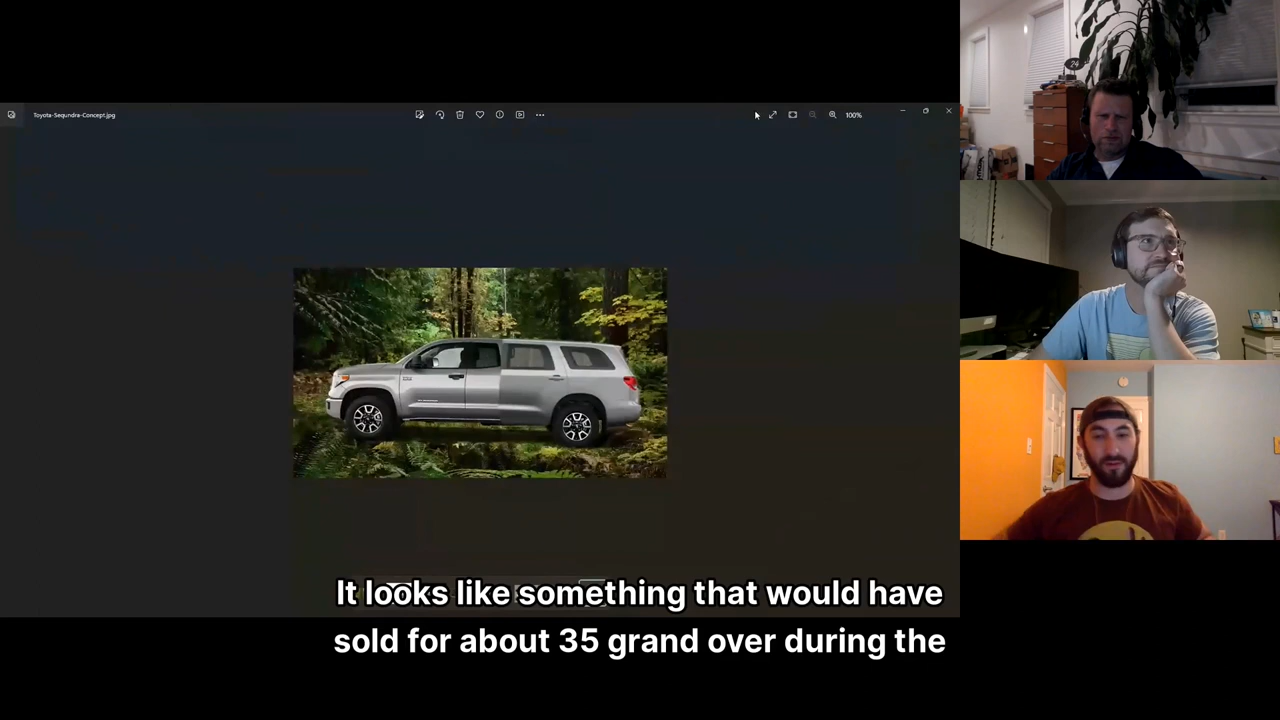 Toyota-Sequndra-Concept.jpg
100%
24
It looks like something that would have
sold for about 35 grand over during the